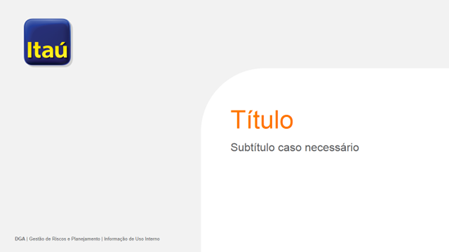 Itaú
Título
Subtítulo caso necessário
DGA | Gestão de Riscos e Planejamento | Informação de Uso Interno